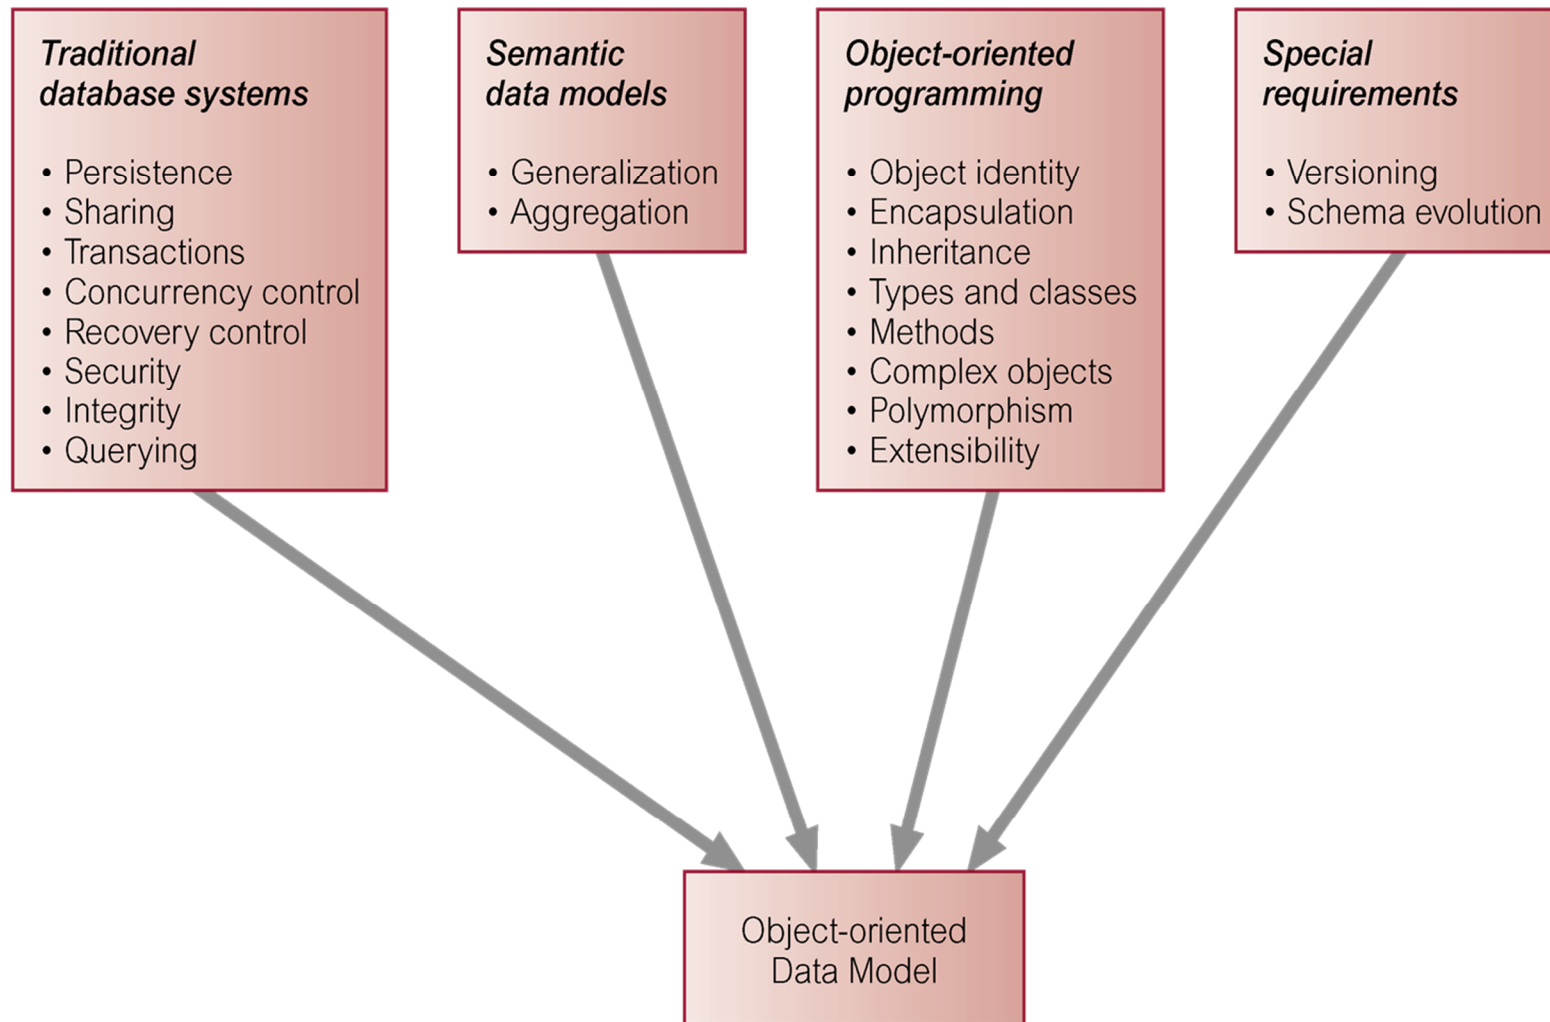 Traditional
database systems
• Persistence
• Sharing
• Transactions
• Concurrency control
• Recovery control
• Security
• Integrity
• Querying
Semantic
data models
• Generalization
• Aggregation
Object-oriented
programming
• Object identity
• Encapsulation
• Inheritance
• Types and classes
• Methods
• Complex objects
• Polymorphism
• Extensibility
Special
requirements
• Versioning
• Schema evolution
Object-oriented
Data Model